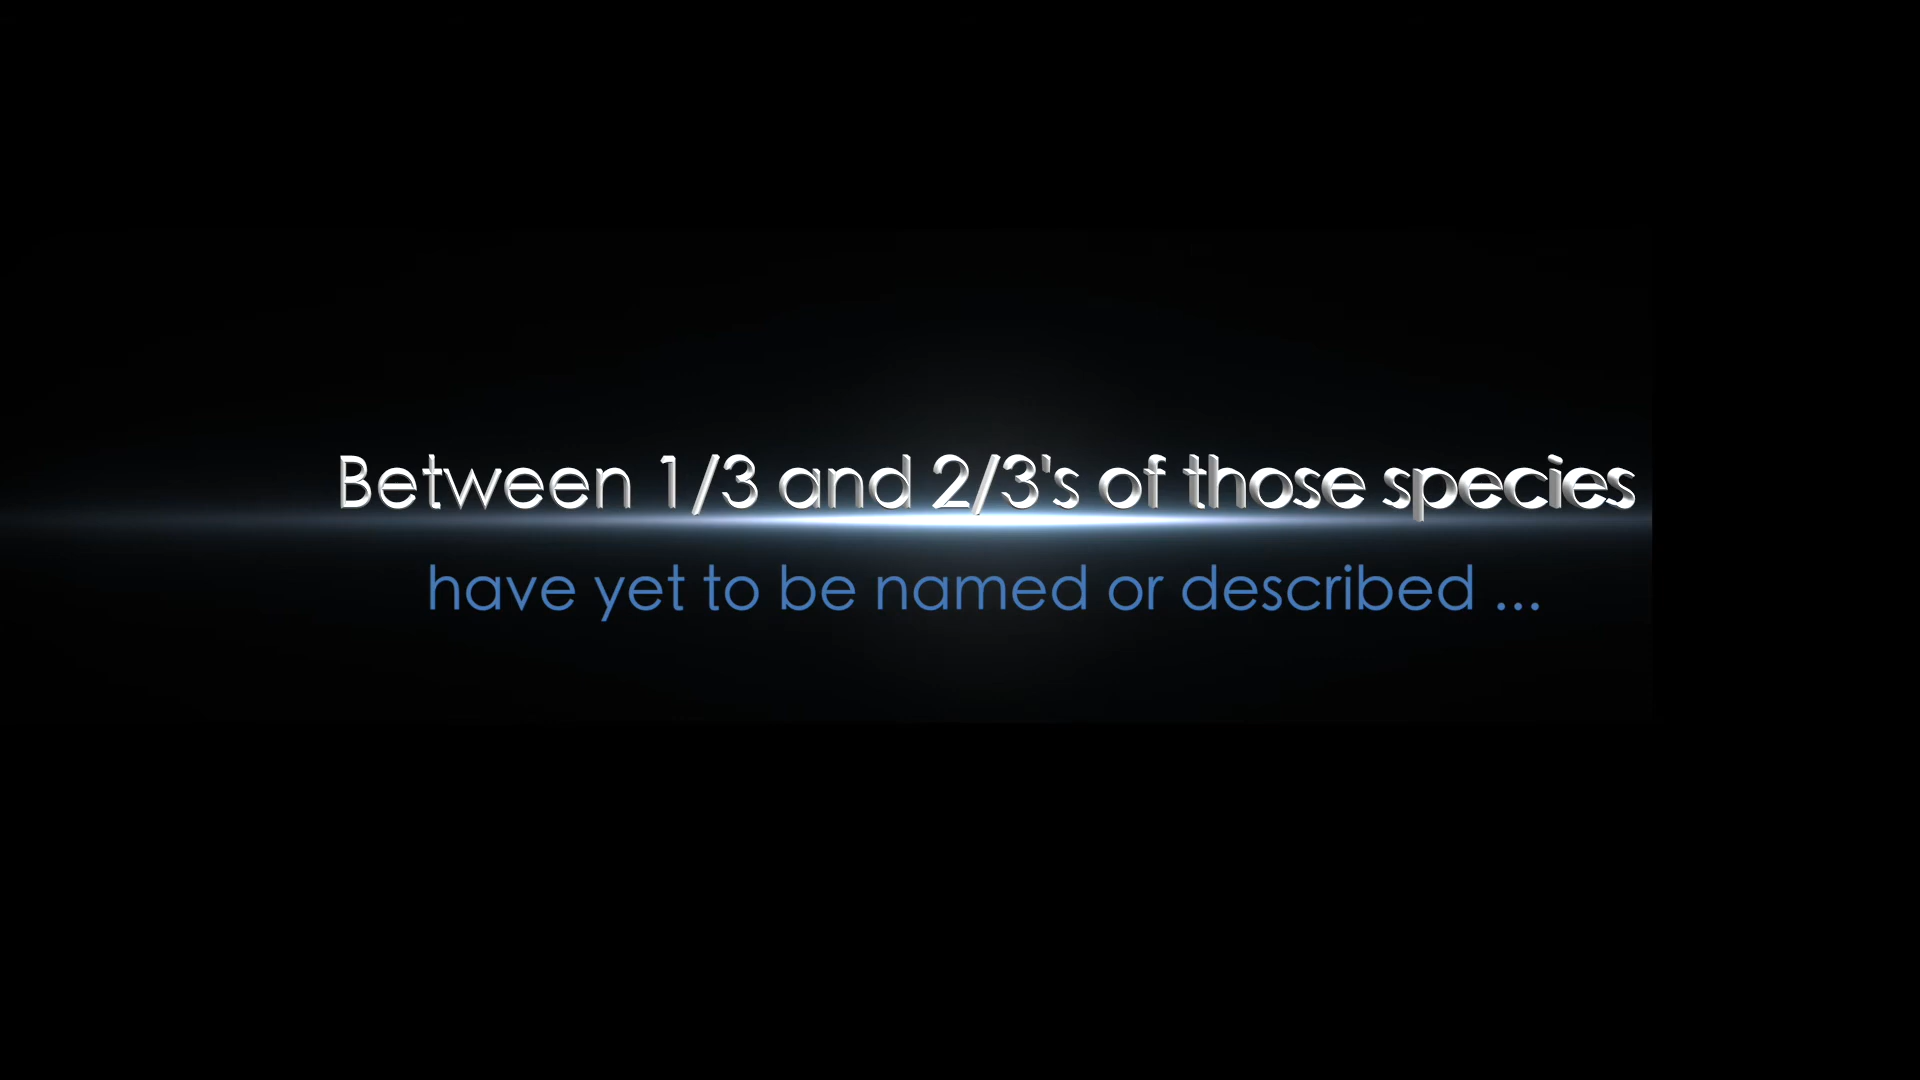 Between 1/3 and 2/3's of those species
have yet to be named or described ...